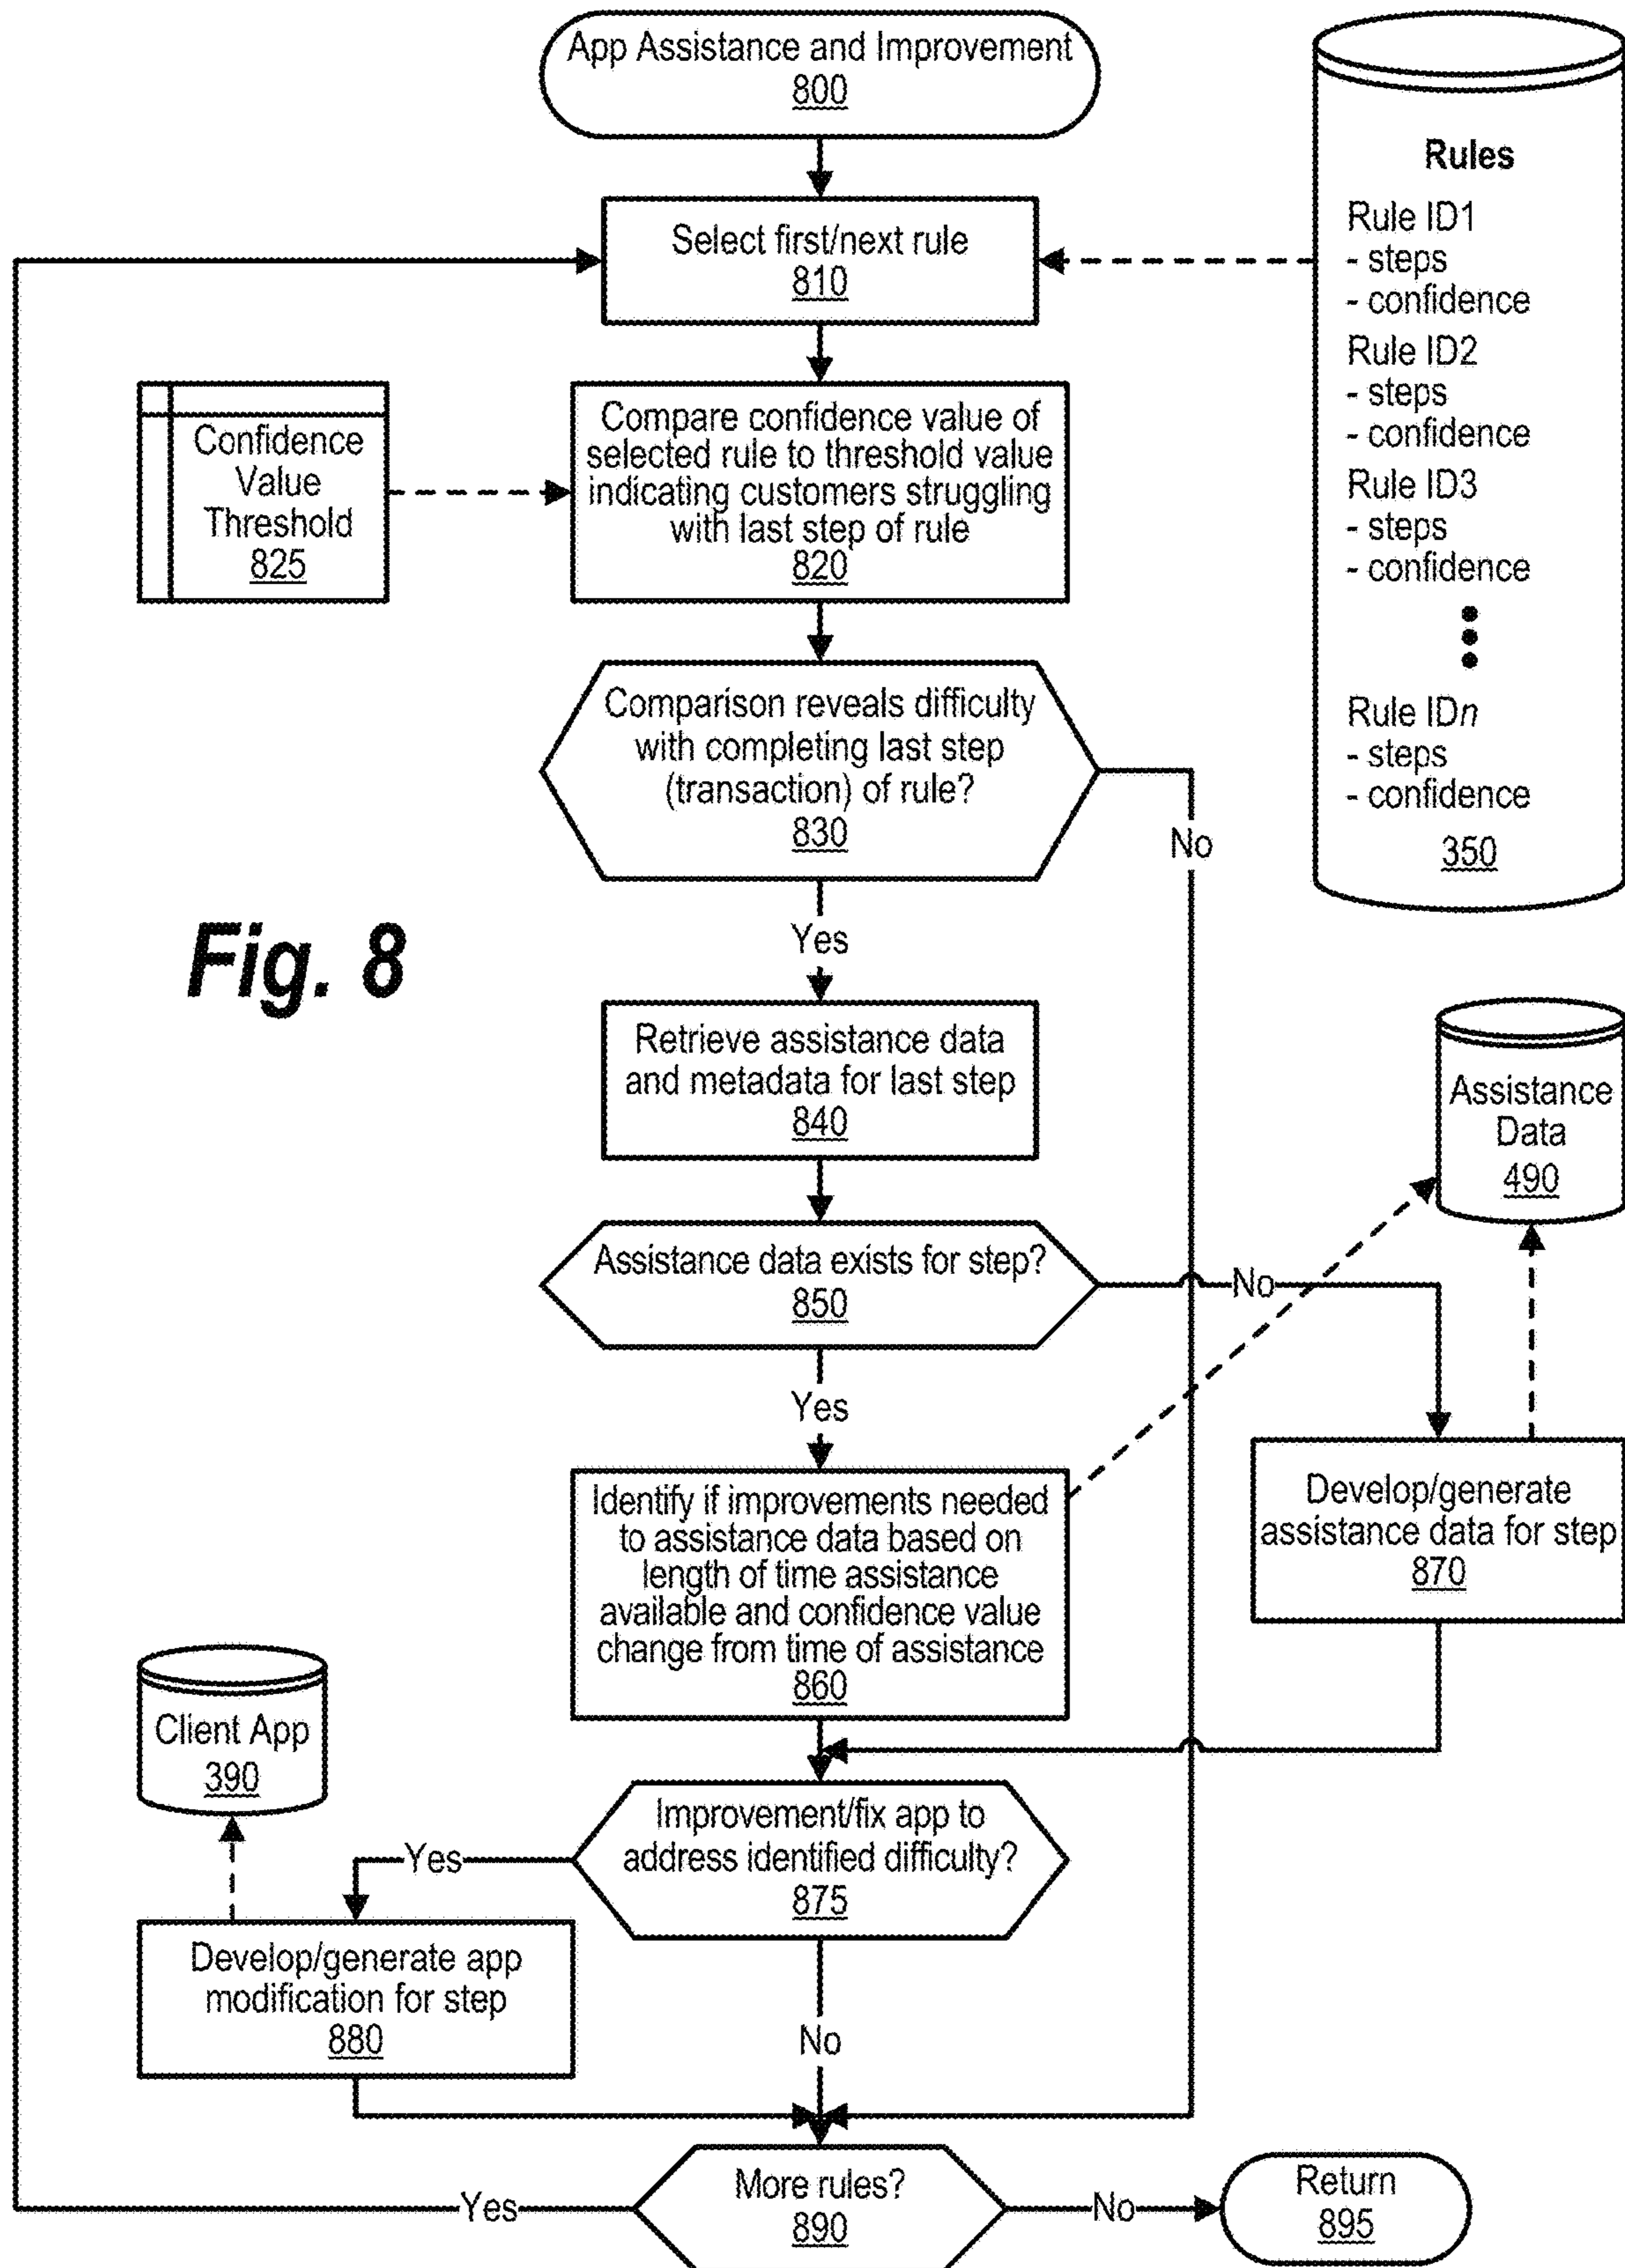 App Assistance and Improvement
800
Select first/next rule
810
Rules
Rule ID1
- steps
- confidence
Rule ID2
- steps
- confidence
Rule ID3
- steps
- confidence
Rule IDn
- steps
- confidence
350
Confidence
Value
Threshold
825
Compare confidence value of
selected rule to threshold value
indicating customers struggling
with last step of rule
820
Comparison reveals difficulty
with completing last step
(transaction) of rule?
830
No
Yes
Fig. 8
Retrieve assistance data
and metadata for last step
840
Assistance
Data
490
Assistance data exists for step?
850
No
Yes
Identify if improvements needed
to assistance data based on
length of time assistance
available and confidence value
change from time of assistance
860
Develop/generate
assistance data for step
870
Client App
390
Improvement/fix app to
address identified difficulty?
875
Yes
Develop/generate app
modification for step
880
No
More rules?
890
Yes
No
Return
895